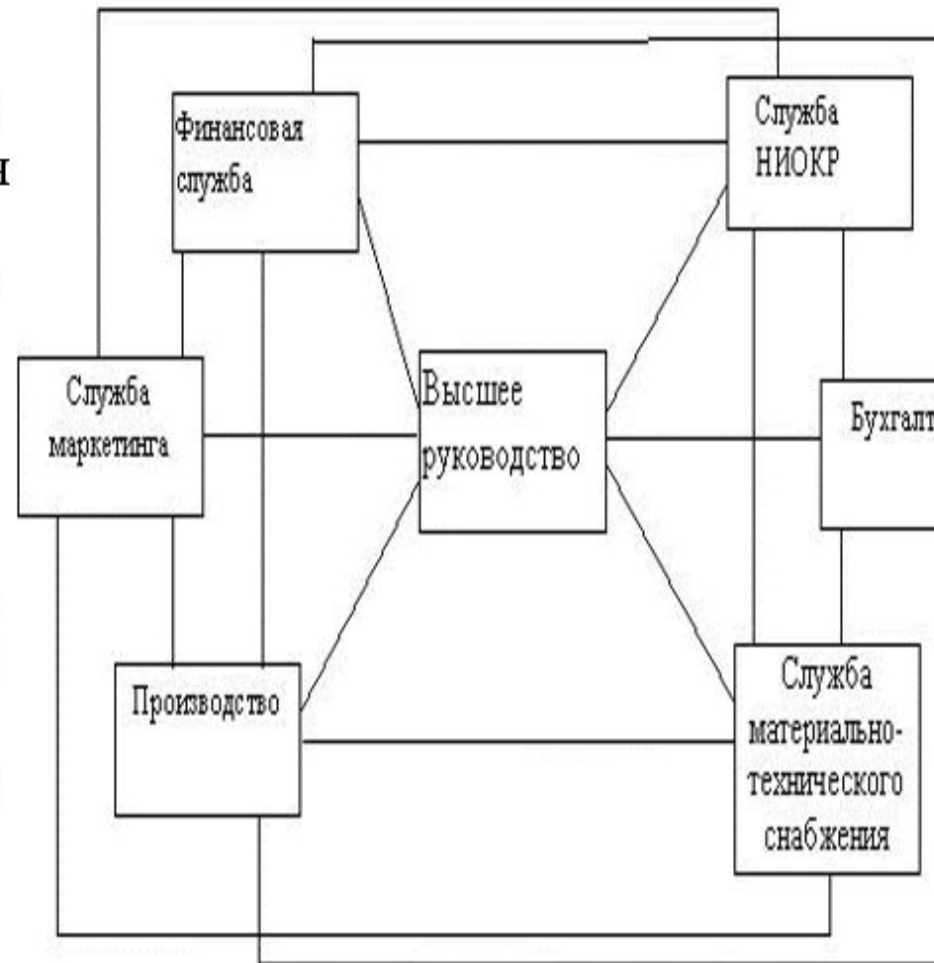 Финансовая
служба
Служба
НИОКР
Служба
маркетинга
Высшее
руководство
Бухгалт
Производство
Служба
материально-
технического
снабжения